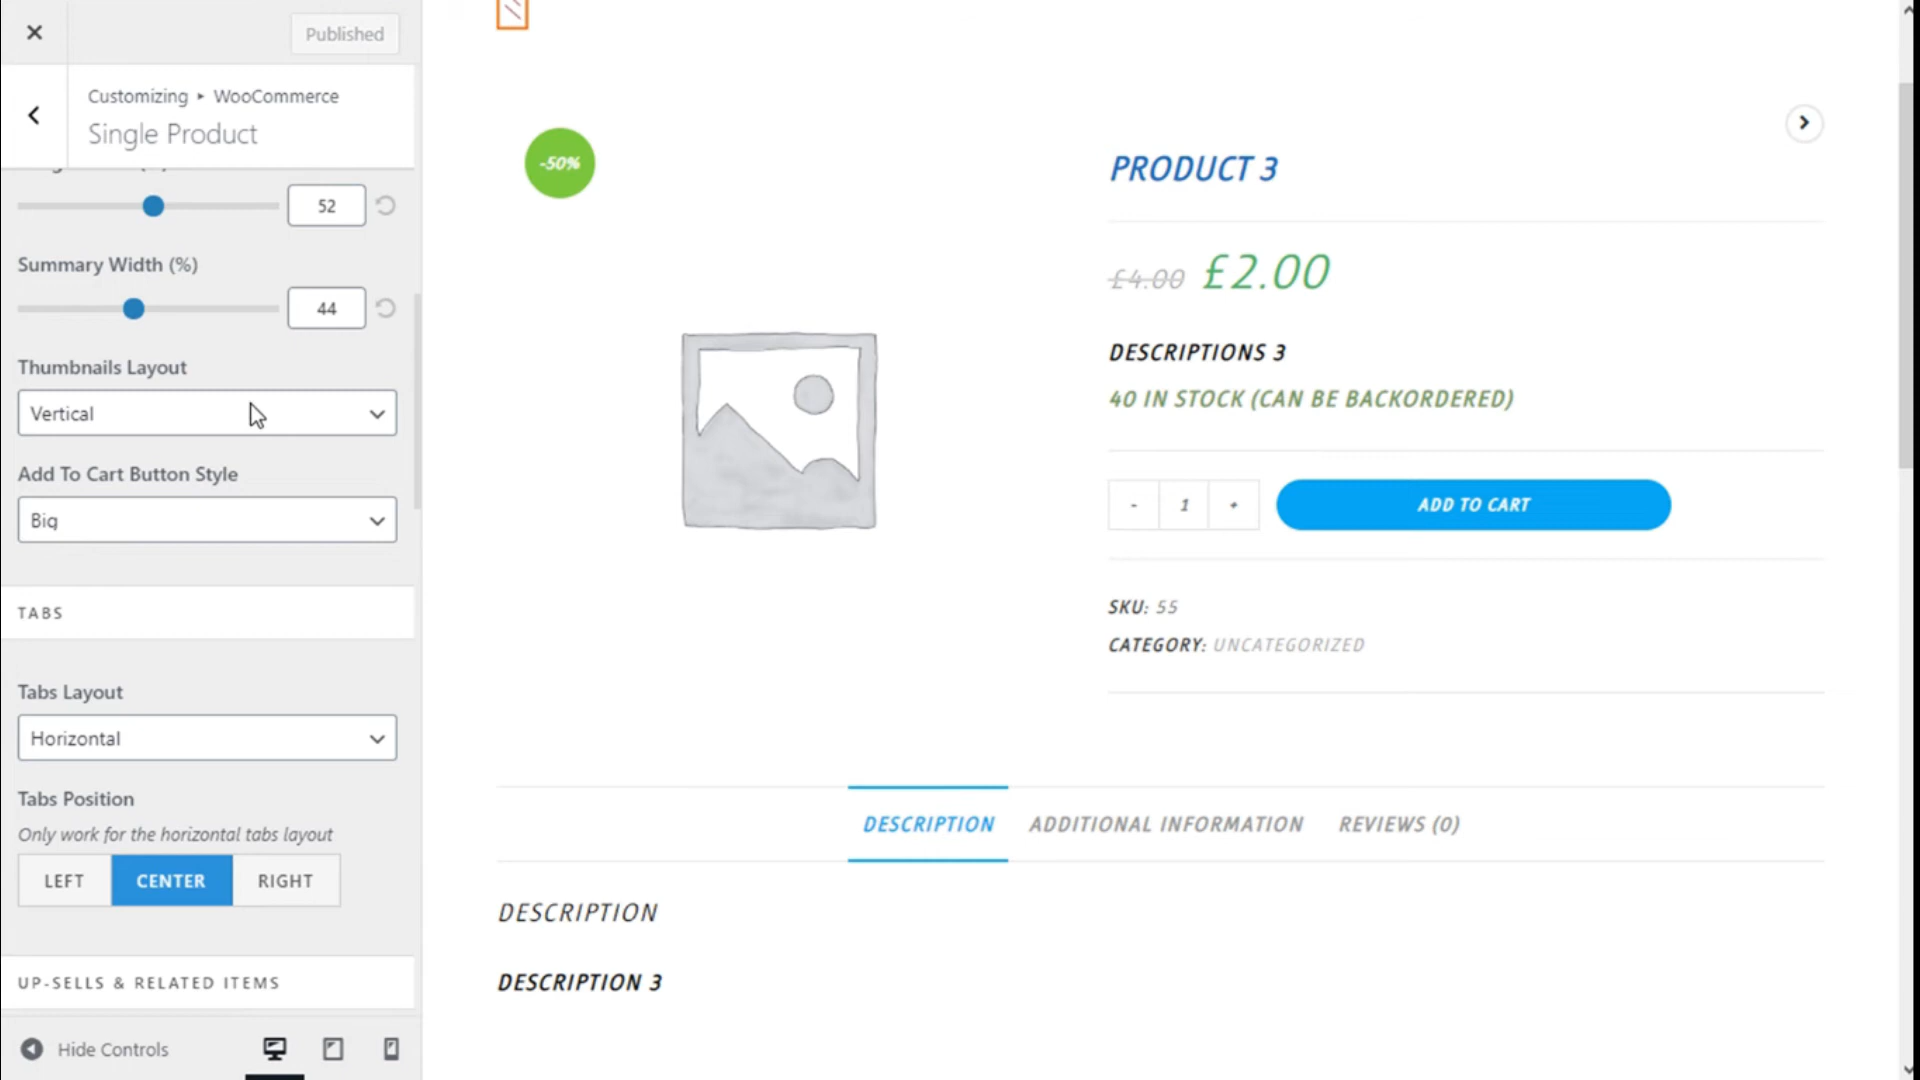 Published
Customizing ▸ WooCommerce
Single Product
52
Summary Width (%)
44
Thumbnails Layout
Vertical
Add To Cart Button Style
Big
TABS
Tabs Layout
Horizontal
Tabs Position
Only work for the horizontal tabs layout
LEFT CENTER RIGHT
UP-SELLS & RELATED ITEMS
Hide Controls
-50%
PRODUCT 3
£4.00 £2.00
DESCRIPTIONS 3
40 IN STOCK (CAN BE BACKORDERED)
- 1 + ADD TO CART
SKU: 55
CATEGORY: UNCATEGORIZED
DESCRIPTION ADDITIONAL INFORMATION REVIEWS (0)
DESCRIPTION
DESCRIPTION 3